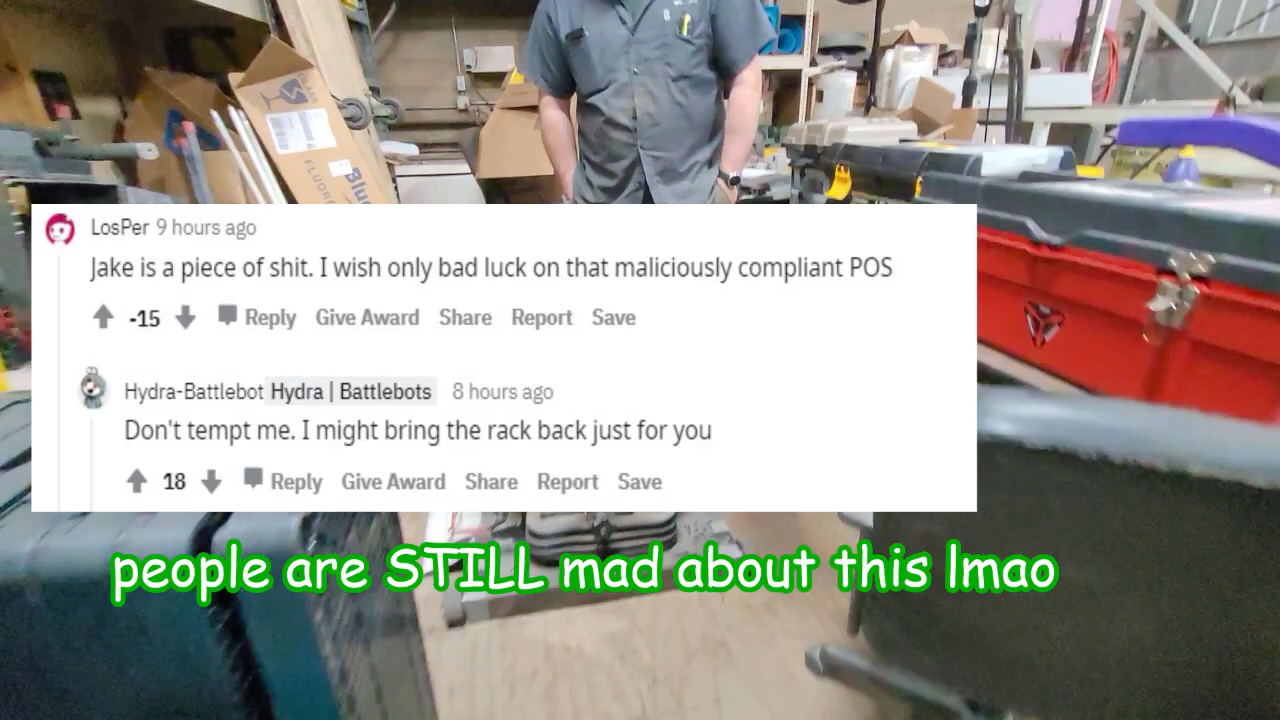 FLUOR
Blue
LosPer 9 hours ago
Jake is a piece of shit. I wish only bad luck on that maliciously compliant POS
-15 Reply Give Award Share Report Save
Hydra-Battlebot Hydra | Battlebots 8 hours ago
Don't tempt me. I might bring the rack back just for you
18 Reply Give Award Share Report Save
people are STILL mad about this lmao